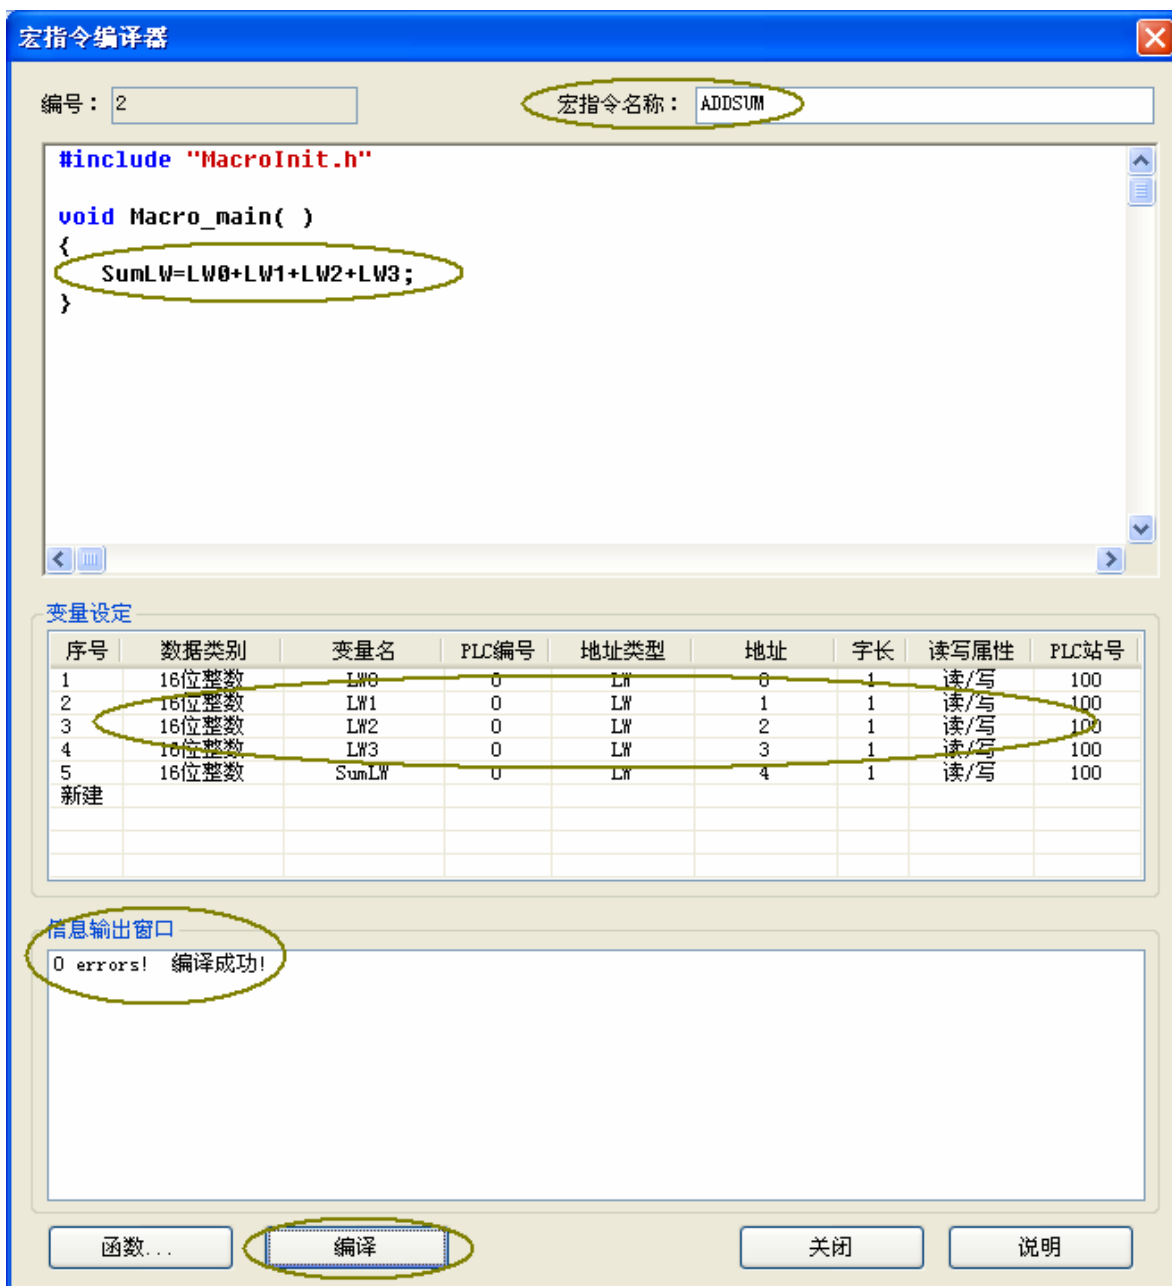 宏指令编译器
编号： 2 宏指令名称： ADDSUM
#include "MacroInit.h"
void Macro_main( )
{
SumLW=LW0+LW1+LW2+LW3;
}
变量设定
序号 数据类别 变量名 PLC编号 地址类型 地址 字长 读写属性 PLC站号
1 16位整数 LW0 0 LW 0 1 读/写 100
2 16位整数 LW1 0 LW 1 1 读/写 100
3 16位整数 LW2 0 LW 2 1 读/写 100
4 16位整数 LW3 0 LW 3 1 读/写 100
5 16位整数 SumLW 0 LW 4 1 读/写 100
新建
信息输出窗口
0 errors! 编译成功!
函数... 编译 关闭 说明